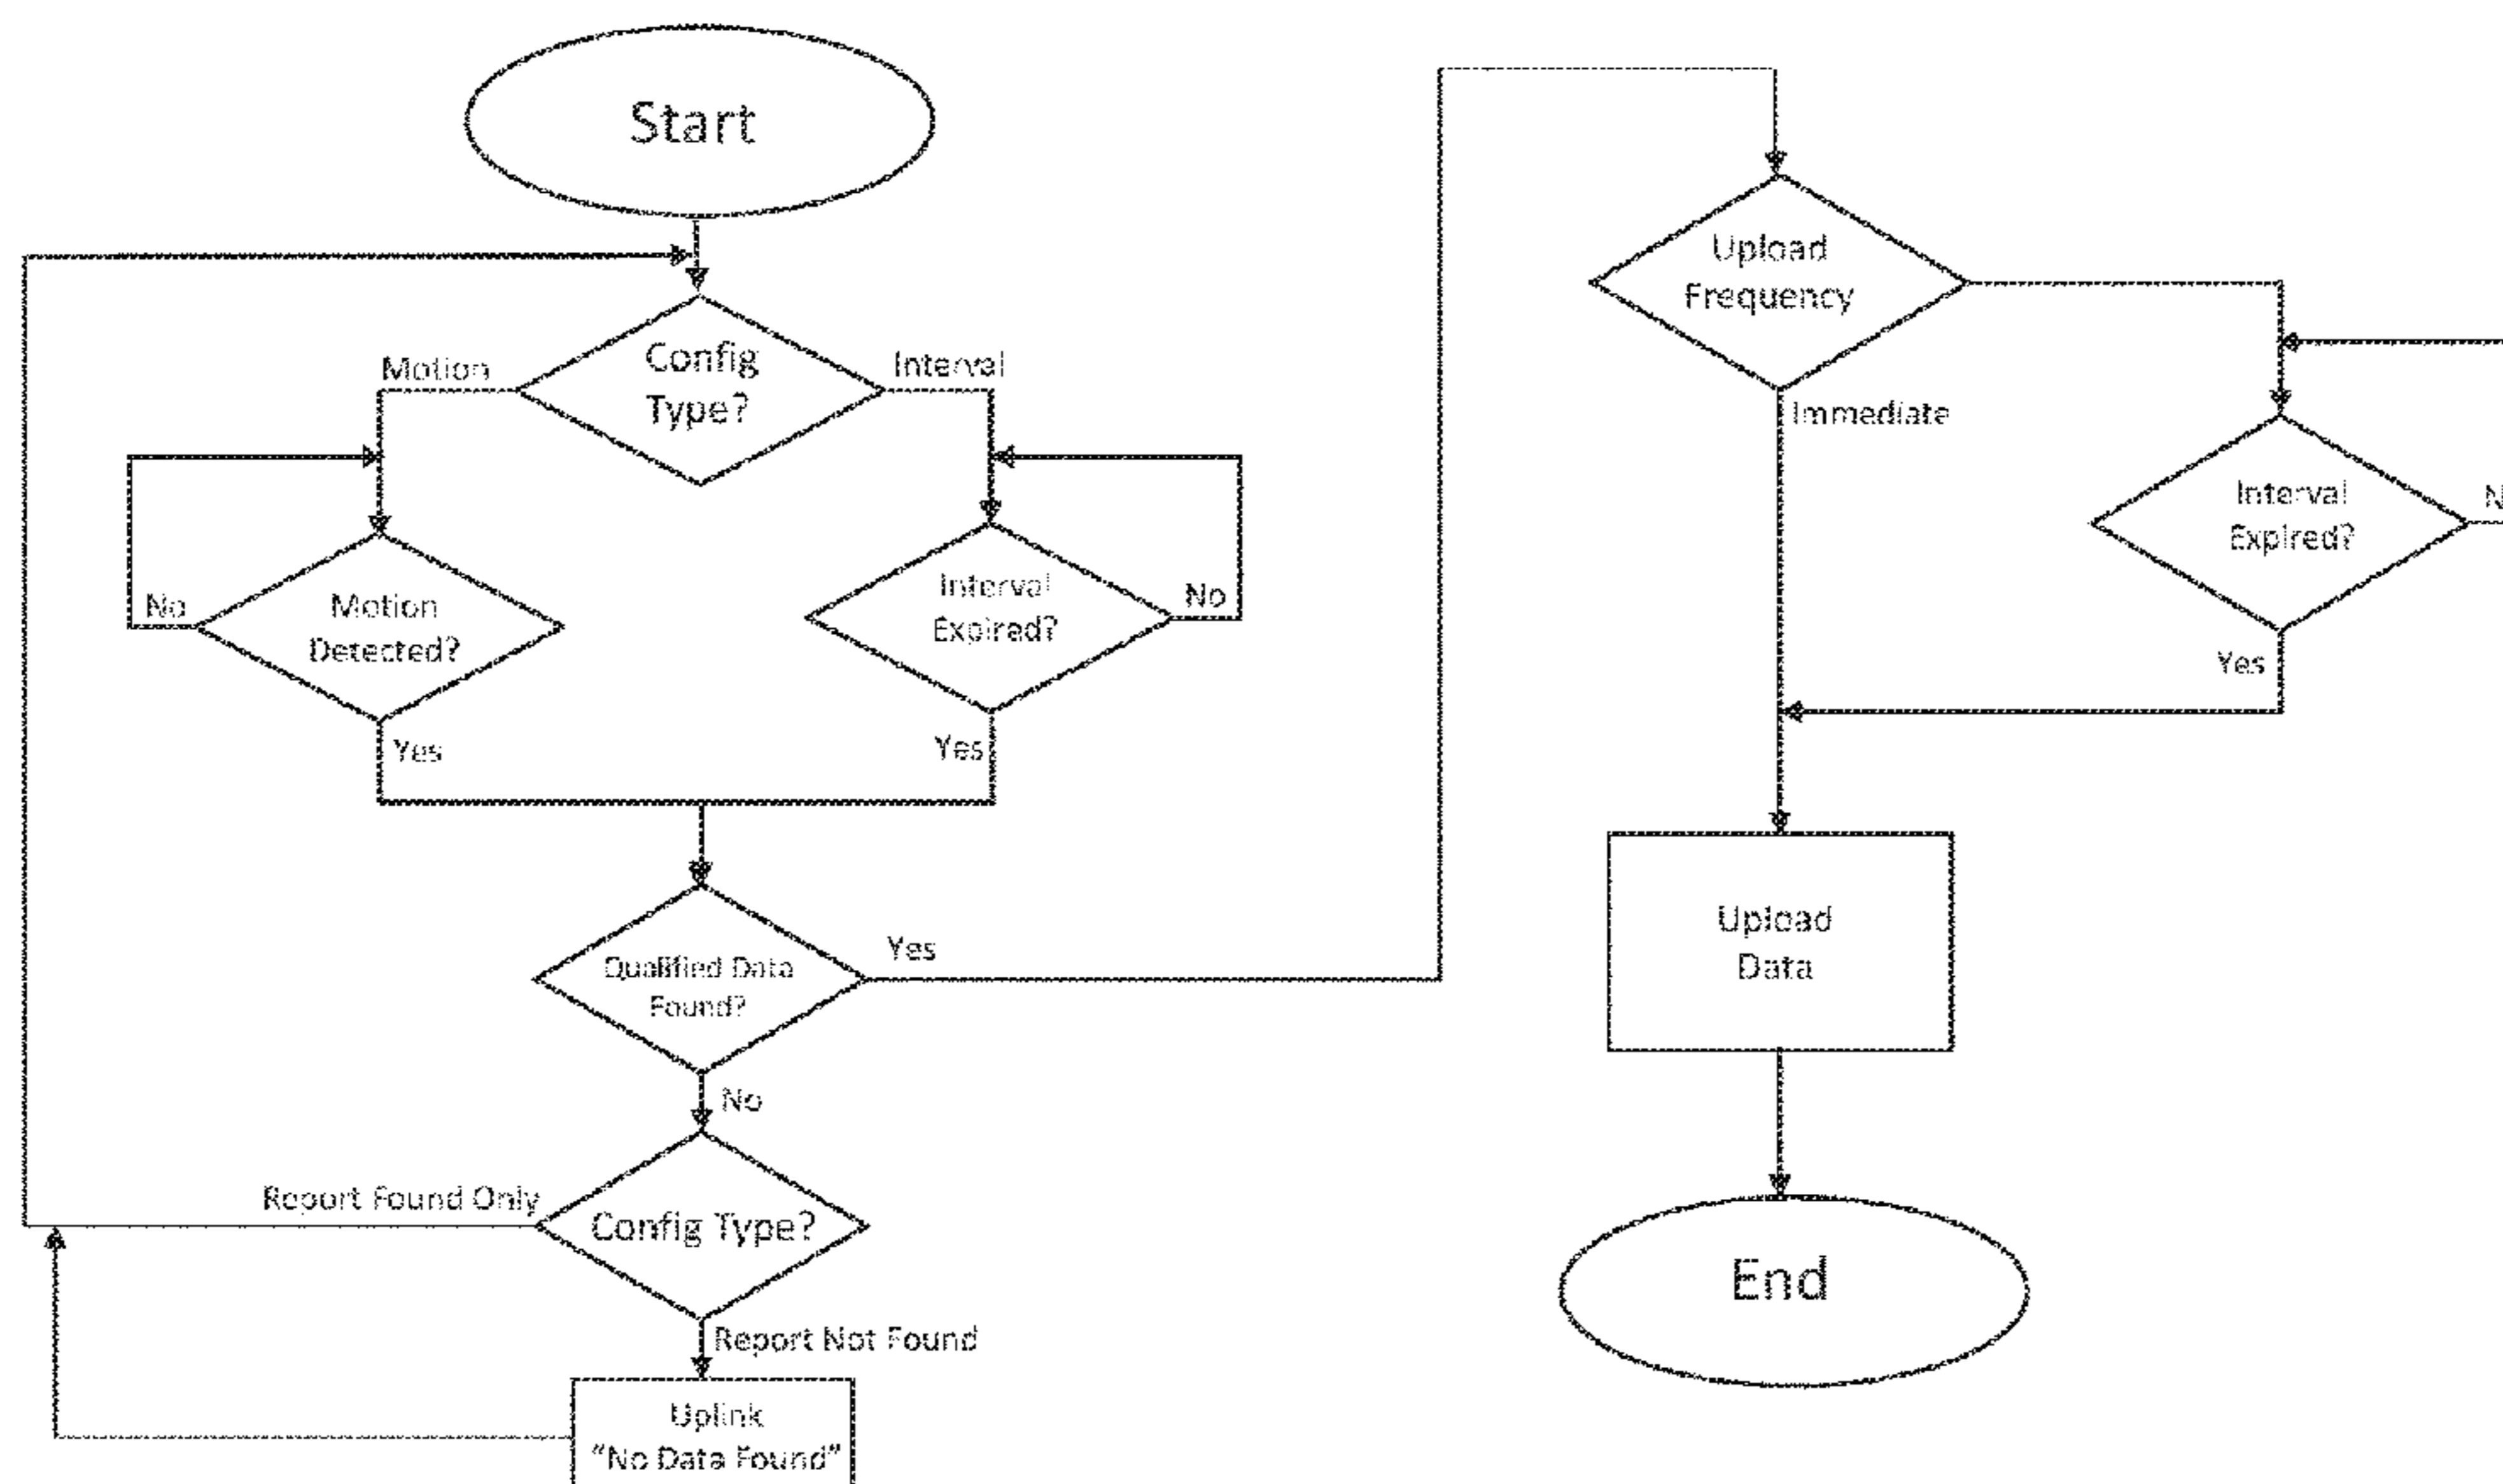 Start
Config
Type?
Motion
Interval
Motion
Detected?
No
Interval
Expired?
No
Yes
Yes
Qualified Data
Found?
Yes
No
Config Type?
Report Found Only
Report Not Found
Uplink
“No Data Found”
Upload
Frequency
Immediate
Interval
Expired?
Yes
Upload
Data
End